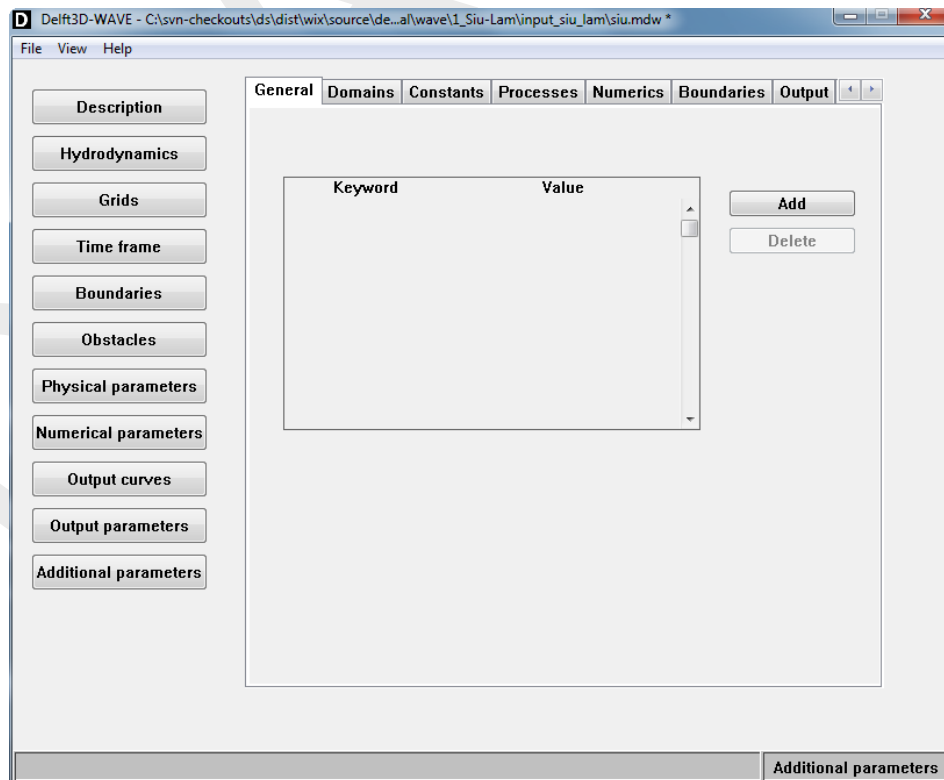 D Delft3D-WAVE - C:\svn-checkouts\ds\dist\wix\source\de...al\wave\1_Siu-Lam\input_siu_lam\siu.mdw *
File View Help
General Domains Constants Processes Numerics Boundaries Output
Description
Hydrodynamics
Grids
Time frame
Boundaries
Obstacles
Physical parameters
Numerical parameters
Output curves
Output parameters
Additional parameters
Keyword Value
Add
Delete
Additional parameters